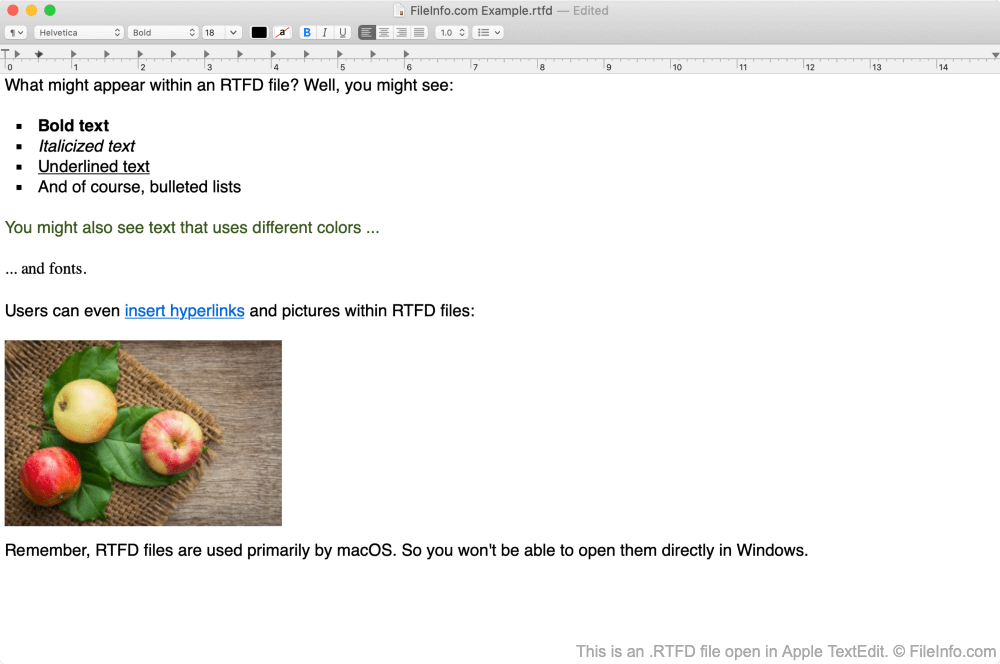 FileInfo.com Example.rtfd — Edited
¶ Helvetica Bold 18 a B I U 1.0
0 1 2 3 4 5 6 7 8 9 10 11 12 13 14
What might appear within an RTFD file? Well, you might see:
▪ Bold text
▪ Italicized text
▪ Underlined text
▪ And of course, bulleted lists
You might also see text that uses different colors ...
... and fonts.
Users can even insert hyperlinks and pictures within RTFD files:
Remember, RTFD files are used primarily by macOS. So you won't be able to open them directly in Windows.
This is an .RTFD file open in Apple TextEdit. © FileInfo.com